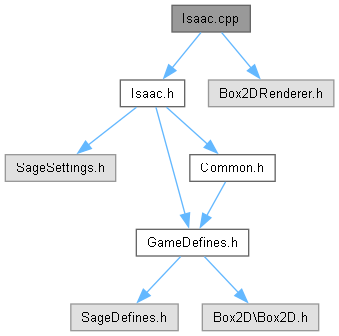 Isaac.cpp
Isaac.h
Box2DRenderer.h
SageSettings.h
Common.h
GameDefines.h
SageDefines.h
Box2D\Box2D.h